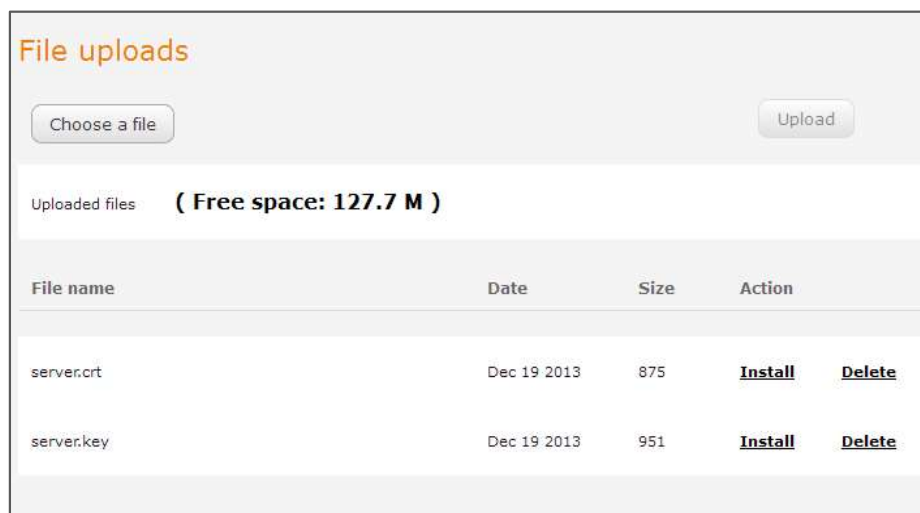 File uploads
Choose a file Upload
Uploaded files ( Free space: 127.7 M )
File name Date Size Action
server.crt Dec 19 2013 875 Install Delete
server.key Dec 19 2013 951 Install Delete